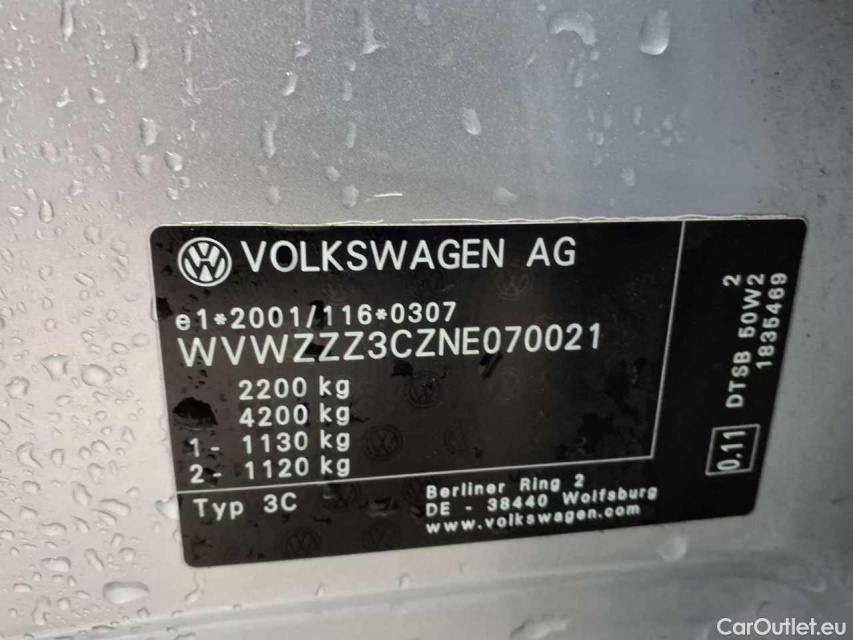 VOLKSWAGEN AG
e1*2001/116*0307
WVWZZZ3CZNE070021
2200 kg
4200 kg
1- 1130 kg
2- 1120 kg
Typ 3C
Berliner Ring 2
DE - 38440 Wolfsburg
www.volkswagen.com
0.11
DTSB 50W2 2
1835469
CarOutlet.eu